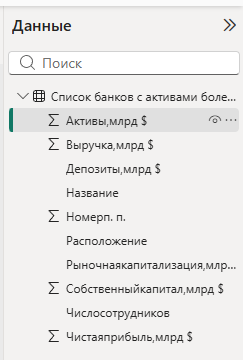 Данные
Поиск
Список банков с активами боле...
Активы,млрд $
Выручка,млрд $
Депозиты,млрд $
Название
Номерп. п.
Расположение
Рыночнаякапитализация,млр...
Собственныйкапитал,млрд $
Числосотрудников
Чистаяприбыль,млрд $